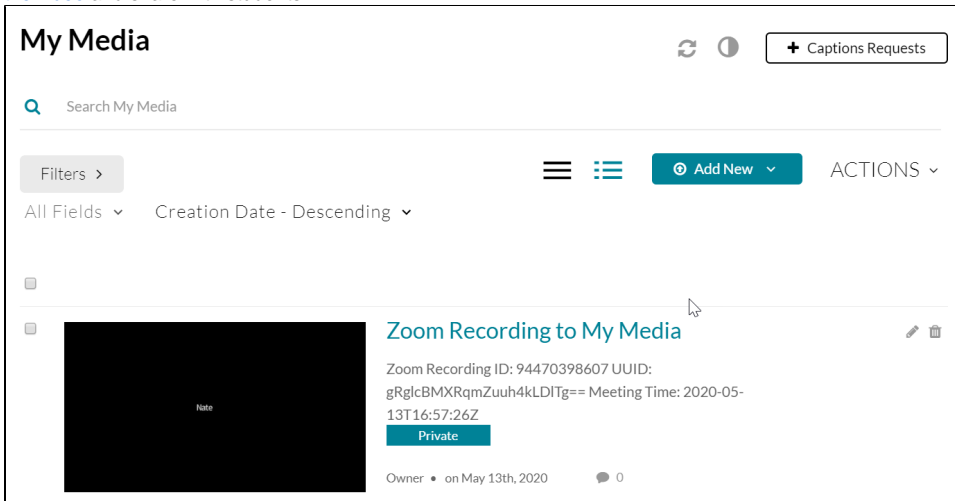 My Media
+ Captions Requests
Search My Media
Filters >
Add New
ACTIONS
All Fields
Creation Date - Descending
Zoom Recording to My Media
Zoom Recording ID: 94470398607 UUID:
gRglcBMXRqmZuuh4kLDlTg== Meeting Time: 2020-05-
13T16:57:26Z
Nate
Private
Owner • on May 13th, 2020
0